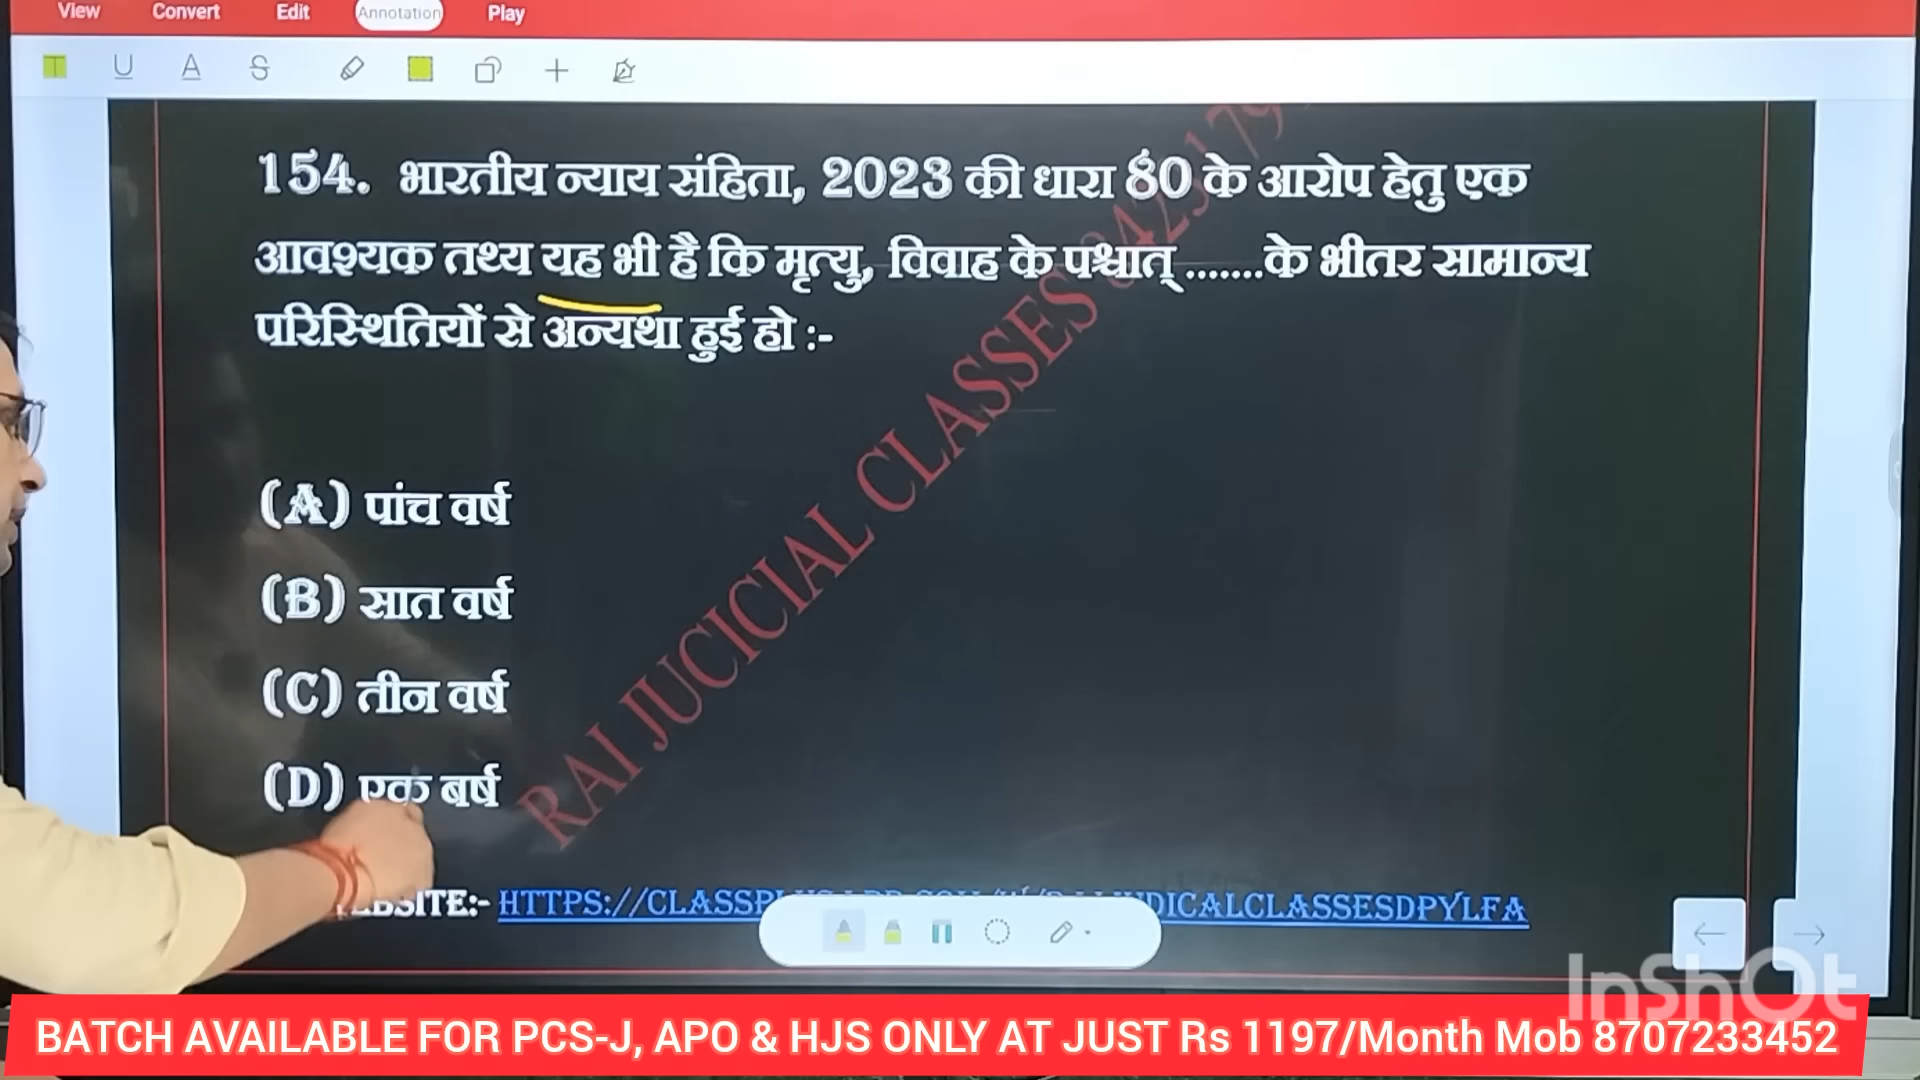 View Convert Edit Annotation Play
154. भारतीय न्याय संहिता, 2023 की धारा 80 के आरोप हेतु एक
आवश्यक तथ्य यह भी है कि मृत्यु, विवाह के पश्चात् .......के भीतर सामान्य
परिस्थितियों से अन्यथा हुई हो :-
(A) पांच वर्ष
(B) सात वर्ष
(C) तीन वर्ष
(D) एक बर्ष
RAI JUCICIAL CLASSES
HTTPS://CLASSPLUS
InShOt
BATCH AVAILABLE FOR PCS-J, APO & HJS ONLY AT JUST Rs 1197/Month Mob 8707233452